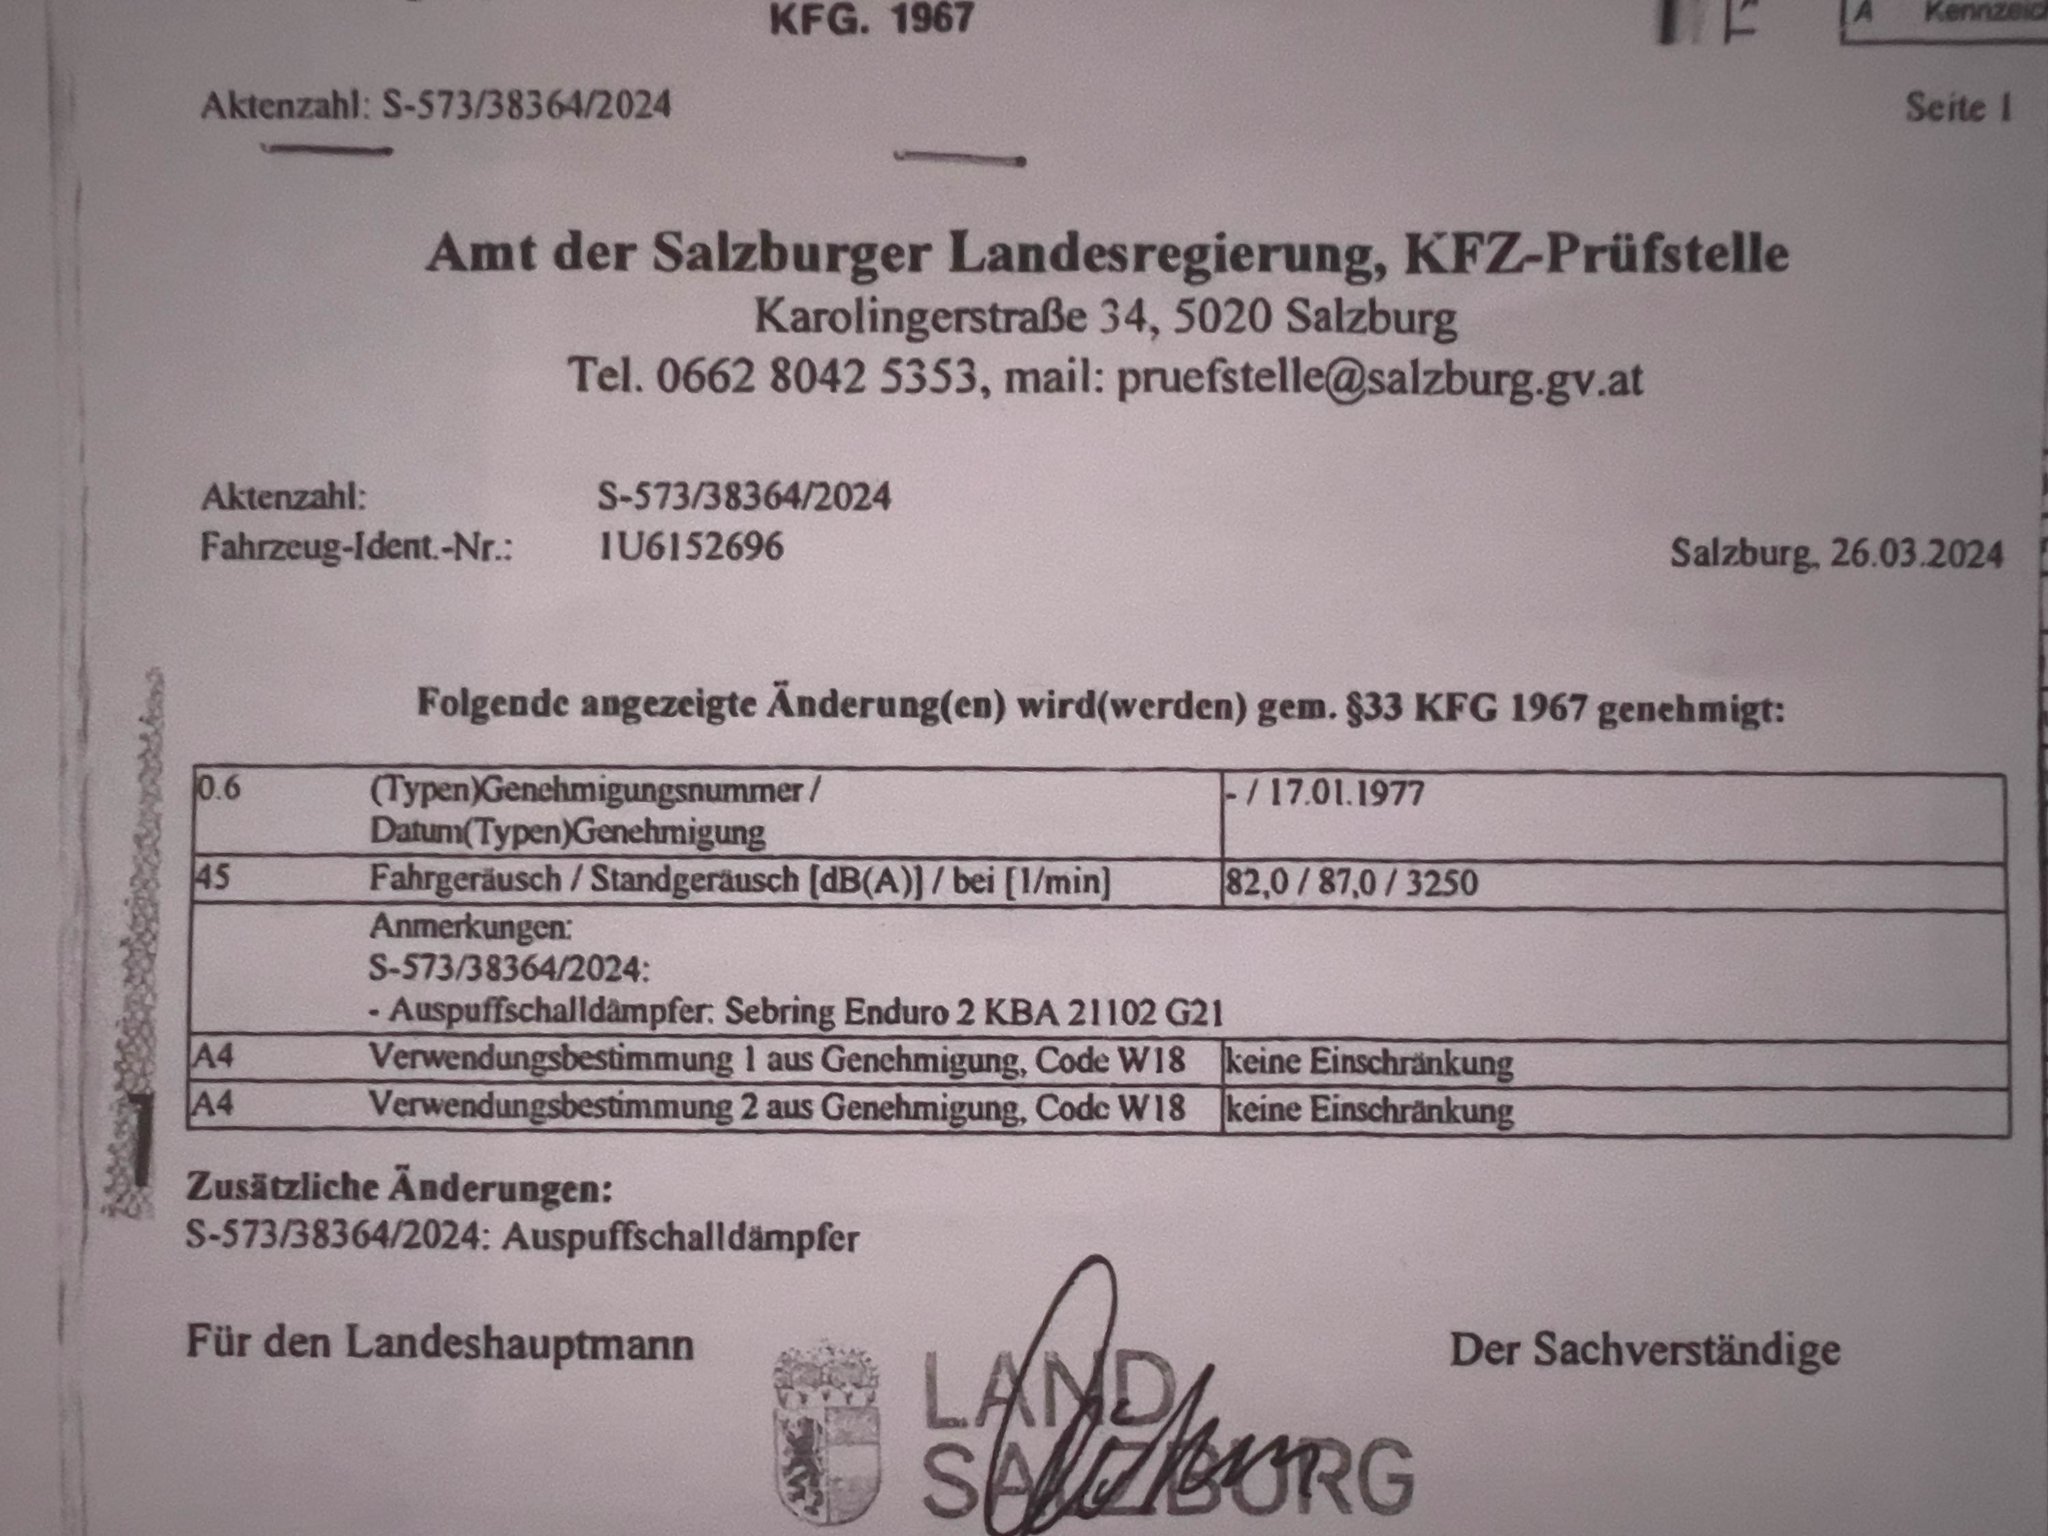 KFG. 1967
A Kennzeich
Aktenzahl: S-573/38364/2024
Seite 1
Amt der Salzburger Landesregierung, KFZ-Prüfstelle
Karolingerstraße 34, 5020 Salzburg
Tel. 0662 8042 5353, mail: pruefstelle@salzburg.gv.at
Aktenzahl: S-573/38364/2024
Fahrzeug-Ident.-Nr.: 1U6152696
Salzburg, 26.03.2024
Folgende angezeigte Änderung(en) wird(werden) gem. §33 KFG 1967 genehmigt:
0.6 (Typen)Genehmigungsnummer / - / 17.01.1977
Datum(Typen)Genehmigung
45 Fahrgeräusch / Standgeräusch [dB(A)] / bei [1/min] 82,0 / 87,0 / 3250
Anmerkungen:
S-573/38364/2024:
- Auspuffschalldämpfer: Sebring Enduro 2 KBA 21102 G21
A4 Verwendungsbestimmung 1 aus Genehmigung, Code W18 keine Einschränkung
A4 Verwendungsbestimmung 2 aus Genehmigung, Code W18 keine Einschränkung
Zusätzliche Änderungen:
S-573/38364/2024: Auspuffschalldämpfer
Für den Landeshauptmann
Der Sachverständige
LAND
SALZBURG